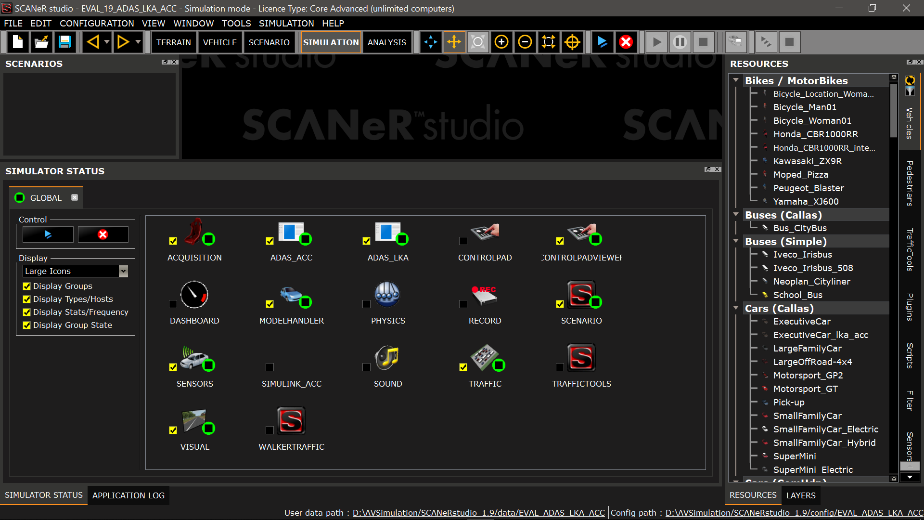 SCANeR studio - EVAL_19_ADAS_LKA_ACC - Simulation mode - Licence Type: Core Advanced (unlimited computers)
FILE EDIT CONFIGURATION VIEW WINDOW TOOLS SIMULATION HELP
TERRAIN VEHICLE SCENARIO SIMULATION ANALYSIS
SCENARIOS
SCANeR™ studio
SCANeR
SIMULATOR STATUS
GLOBAL
Control
Display
Large Icons
Display Groups
Display Types/Hosts
Display Stats/Frequency
Display Group State
ACQUISITION ADAS_ACC ADAS_LKA CONTROLPAD CONTROLPADVIEWER
DASHBOARD MODELHANDLER PHYSICS RECORD SCENARIO
SENSORS SIMULINK_ACC SOUND TRAFFIC TRAFFICTOOLS
VISUAL WALKERTRAFFIC
RESOURCES
Bikes / MotorBikes
Bicycle_Location_Woma...
Bicycle_Man01
Bicycle_Woman01
Honda_CBR1000RR
Honda_CBR1000RR_Inte...
Kawasaki_ZX9R
Moped_Pizza
Peugeot_Blaster
Yamaha_XJ600
Buses (Callas)
Bus_CityBus
Buses (Simple)
Iveco_Irisbus
Iveco_Irisbus_508
Neoplan_Cityliner
School_Bus
Cars (Callas)
ExecutiveCar
ExecutiveCar_lka_acc
LargeFamilyCar
LargeOffRoad-4x4
Motorsport_GP2
Motorsport_GT
Pick-up
SmallFamilyCar
SmallFamilyCar_Electric
SmallFamilyCar_Hybrid
SuperMini
SuperMini_Electric
Vehicles
Pedestrians
TrafficTools
Plugins
Scripts
Filter
Sensors
SIMULATOR STATUS APPLICATION LOG
RESOURCES LAYERS
User data path : D:\AVSimulation/SCANeRstudio_1.9/data/EVAL_ADAS_LKA_ACC Config path : D:\AVSimulation/SCANeRstudio_1.9/config/EVAL_ADAS_LKA_ACC